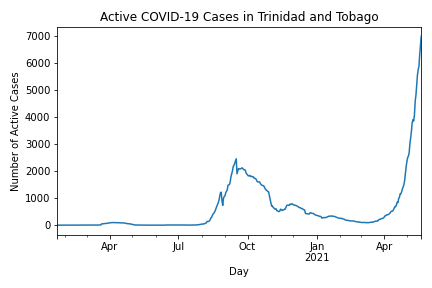 Active COVID-19 Cases in Trinidad and Tobago
7000
6000
5000
4000
3000
2000
1000
0
Number of Active Cases
Apr
Jul
Oct
Jan
2021
Apr
Day